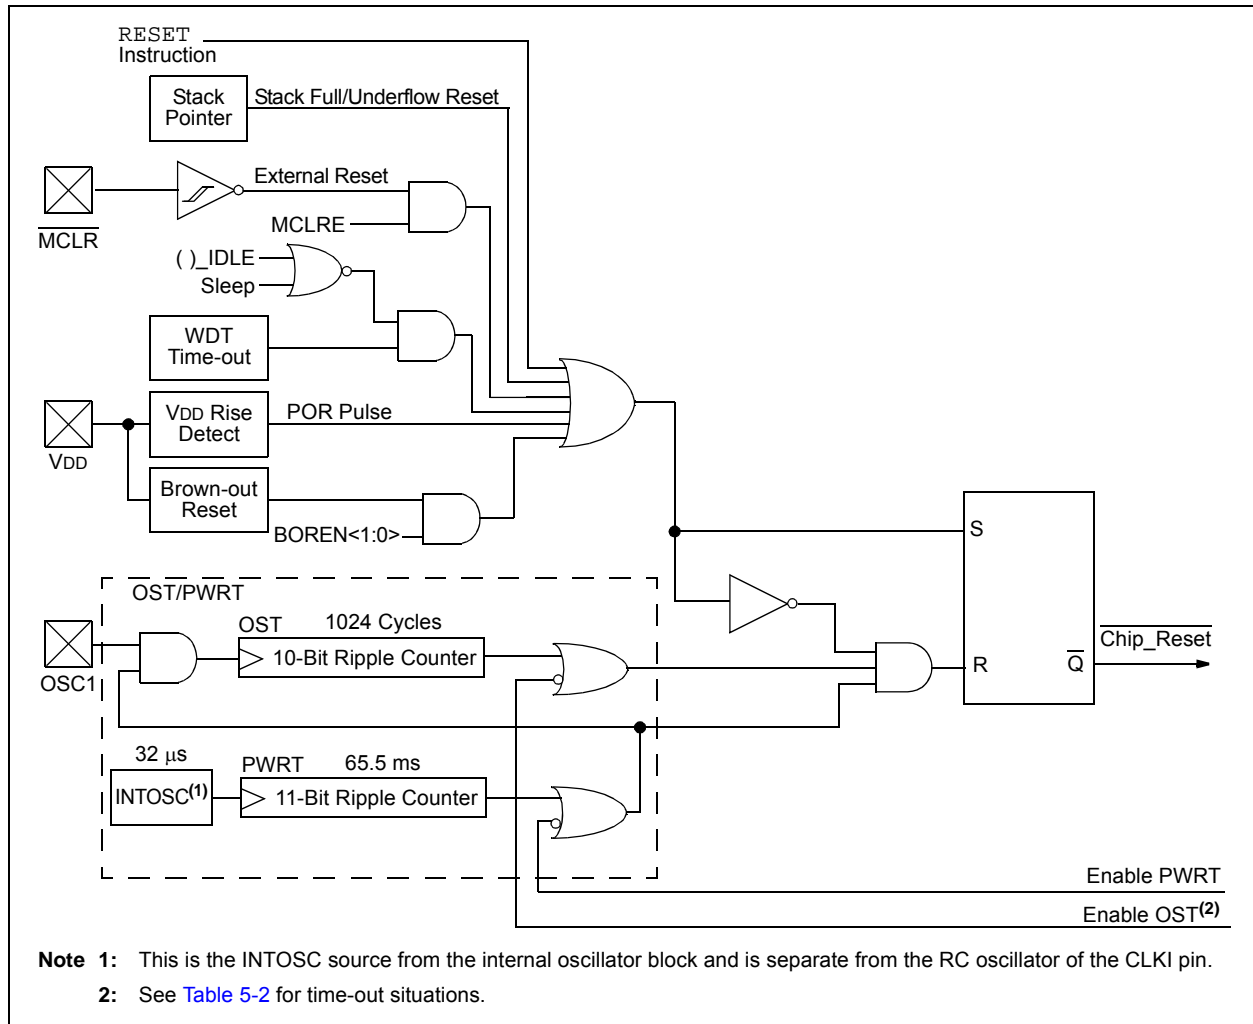 RESET
Instruction
Stack
Pointer
Stack Full/Underflow Reset
External Reset
MCLRE
MCLR
( )_IDLE
Sleep
WDT
Time-out
VDD Rise
Detect
POR Pulse
VDD
Brown-out
Reset
BOREN<1:0>
S
OST/PWRT
OST
1024 Cycles
10-Bit Ripple Counter
OSC1
Chip_Reset
R
Q
32 μs
PWRT
65.5 ms
INTOSC(1)
11-Bit Ripple Counter
Enable PWRT
Enable OST(2)
Note 1: This is the INTOSC source from the internal oscillator block and is separate from the RC oscillator of the CLKI pin.
2: See Table 5-2 for time-out situations.